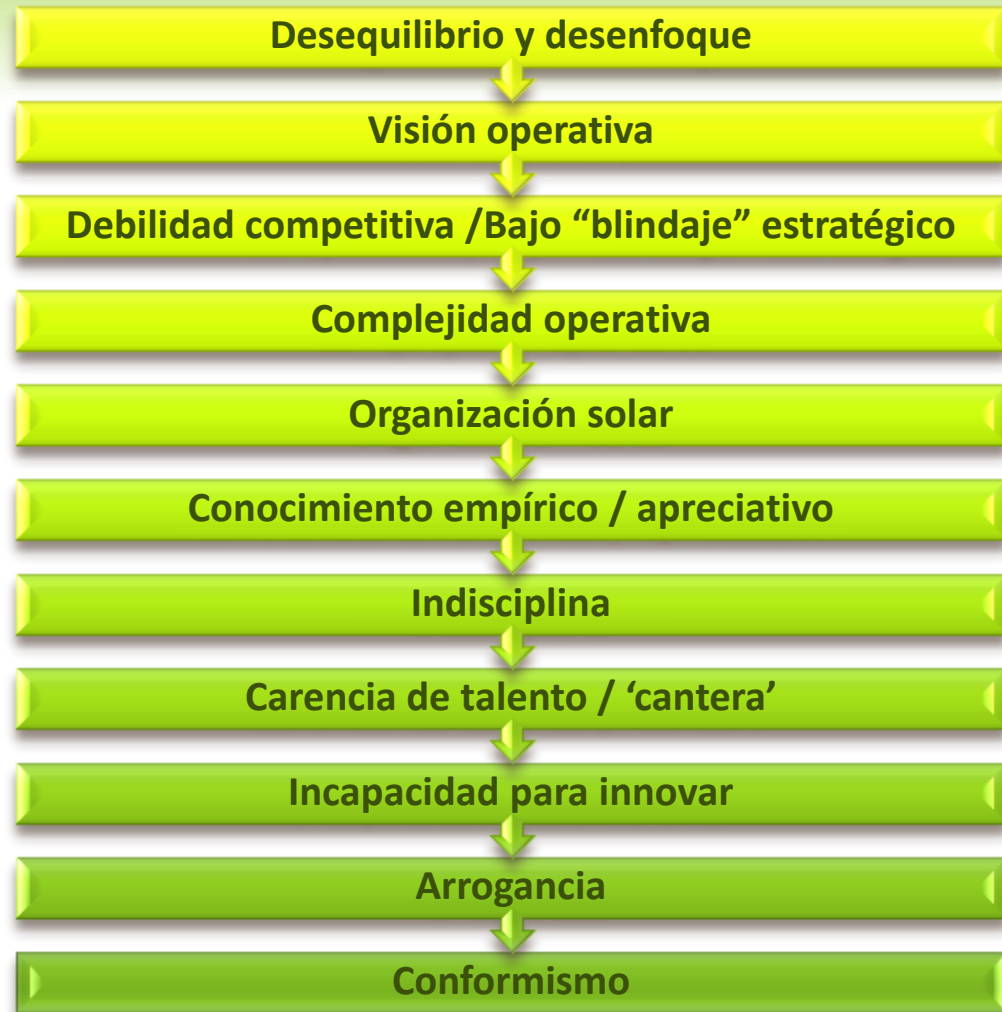 Desequilibrio y desenfoque
Visión operativa
Debilidad competitiva /Bajo “blindaje” estratégico
Complejidad operativa
Organización solar
Conocimiento empírico / apreciativo
Indisciplina
Carencia de talento / ‘cantera’
Incapacidad para innovar
Arrogancia
Conformismo